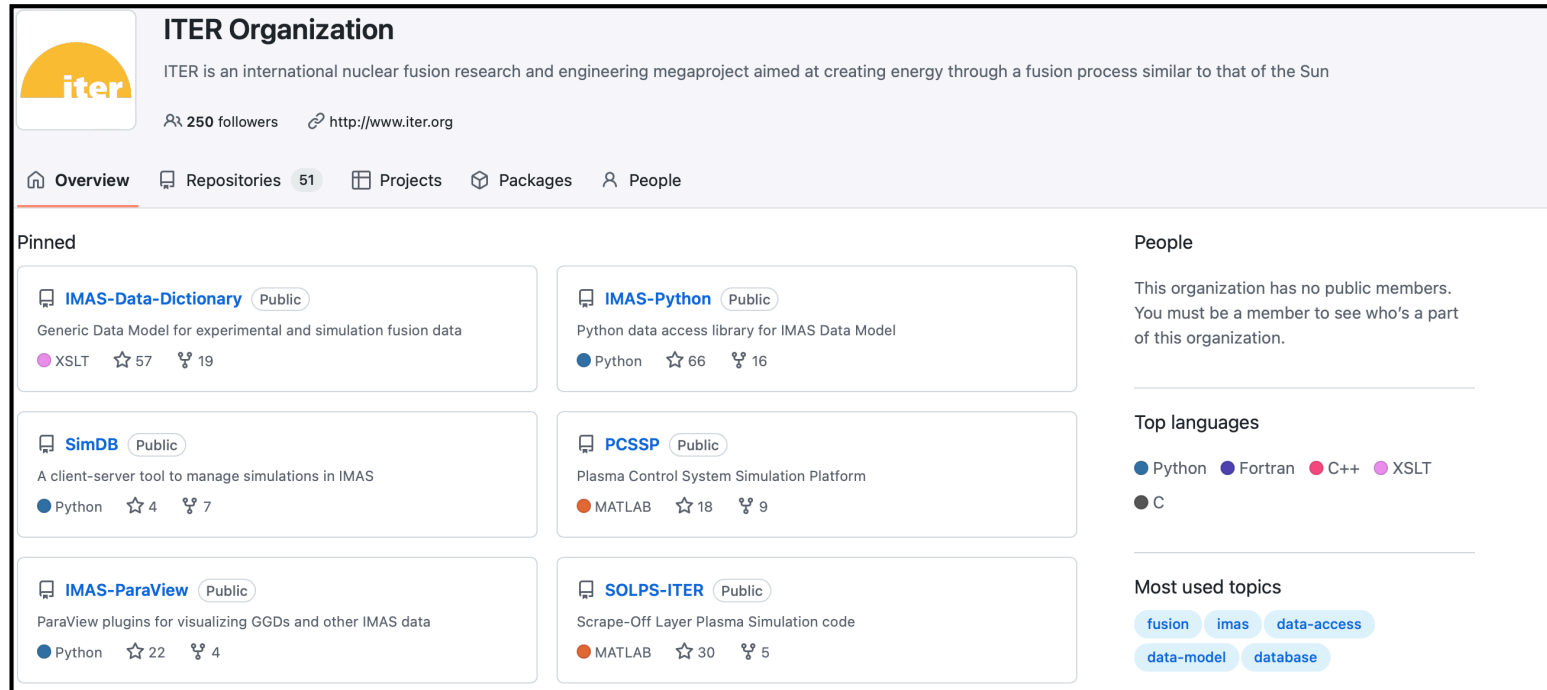 iter
ITER Organization
ITER is an international nuclear fusion research and engineering megaproject aimed at creating energy through a fusion process similar to that of the Sun
250 followers http://www.iter.org
Overview Repositories 51 Projects Packages People
Pinned
IMAS-Data-Dictionary Public
Generic Data Model for experimental and simulation fusion data
XSLT 57 19
IMAS-Python Public
Python data access library for IMAS Data Model
Python 66 16
SimDB Public
A client-server tool to manage simulations in IMAS
Python 4 7
PCSSP Public
Plasma Control System Simulation Platform
MATLAB 18 9
IMAS-ParaView Public
ParaView plugins for visualizing GGDs and other IMAS data
Python 22 4
SOLPS-ITER Public
Scrape-Off Layer Plasma Simulation code
MATLAB 30 5
People
This organization has no public members.
You must be a member to see who's a part
of this organization.
Top languages
Python Fortran C++ XSLT
C
Most used topics
fusion imas data-access
data-model database